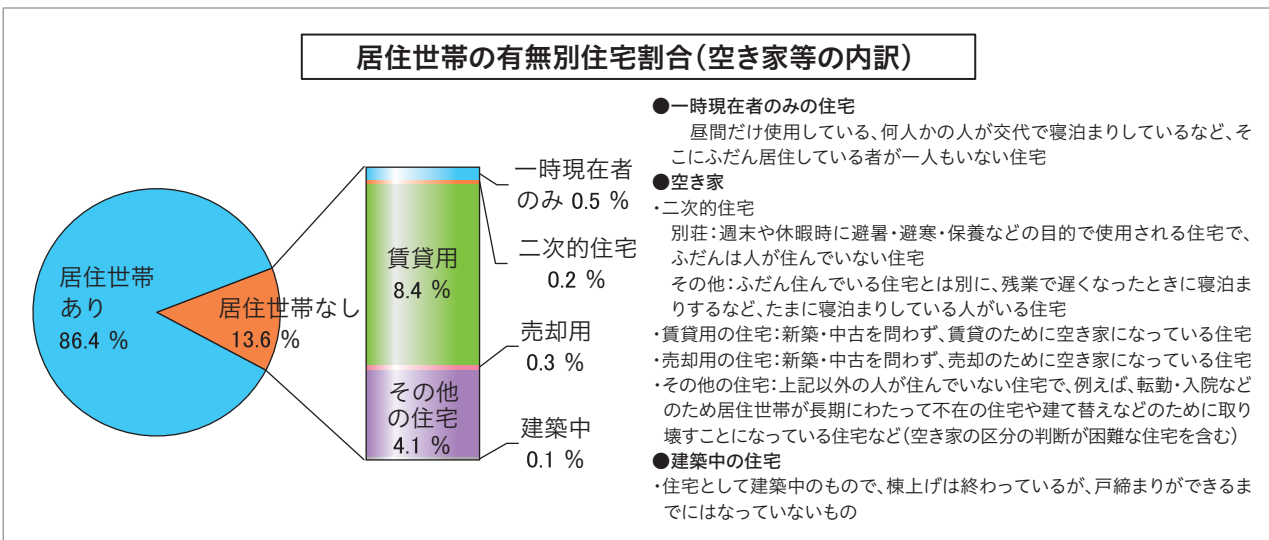 居住世帯の有無別住宅割合(空き家等の内訳)
居住世帯
あり
86.4 %
居住世帯なし
13.6 %
賃貸用
8.4 %
その他
の住宅
4.1 %
一時現在者
のみ 0.5 %
二次的住宅
0.2 %
売却用
0.3 %
建築中
0.1 %
●一時現在者のみの住宅
昼間だけ使用している、何人かの人が交代で寝泊まりしているなど、そ
こにふだん居住している者が一人もいない住宅
●空き家
・二次的住宅
別荘:週末や休暇時に避暑・避寒・保養などの目的で使用される住宅で、
ふだんは人が住んでいない住宅
その他:ふだん住んでいる住宅とは別に、残業で遅くなったときに寝泊ま
りするなど、たまに寝泊まりしている人がいる住宅
・賃貸用の住宅:新築・中古を問わず、賃貸のために空き家になっている住宅
・売却用の住宅:新築・中古を問わず、売却のために空き家になっている住宅
・その他の住宅:上記以外の人が住んでいない住宅で、例えば、転勤・入院など
のため居住世帯が長期にわたって不在の住宅や建て替えなどのために取り
壊すことになっている住宅など(空き家の区分の判断が困難な住宅を含む)
●建築中の住宅
・住宅として建築中のもので、棟上げは終わっているが、戸締まりができるま
でにはなっていないもの